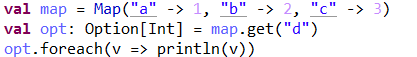 val map = Map("a" -> 1, "b" -> 2, "c" -> 3)
val opt: Option[Int] = map.get("d")
opt.foreach(v => println(v))